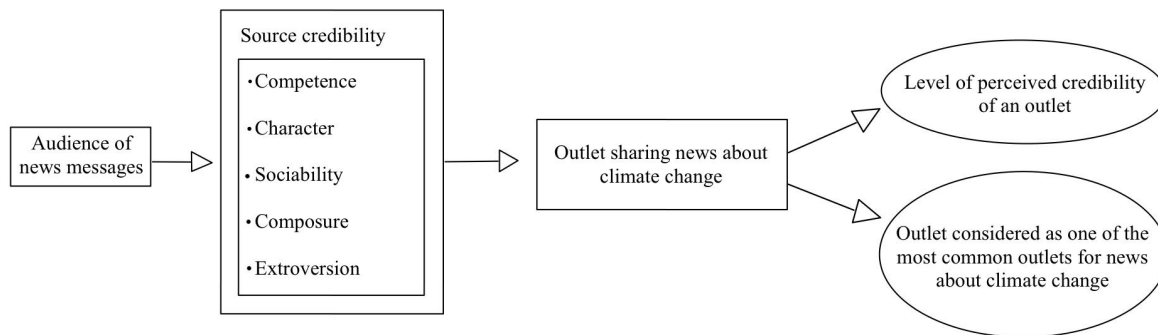 Audience of
news messages
Source credibility
•Competence
•Character
•Sociability
•Composure
•Extroversion
Outlet sharing news about
climate change
Level of perceived credibility
of an outlet
Outlet considered as one of the
most common outlets for news
about climate change